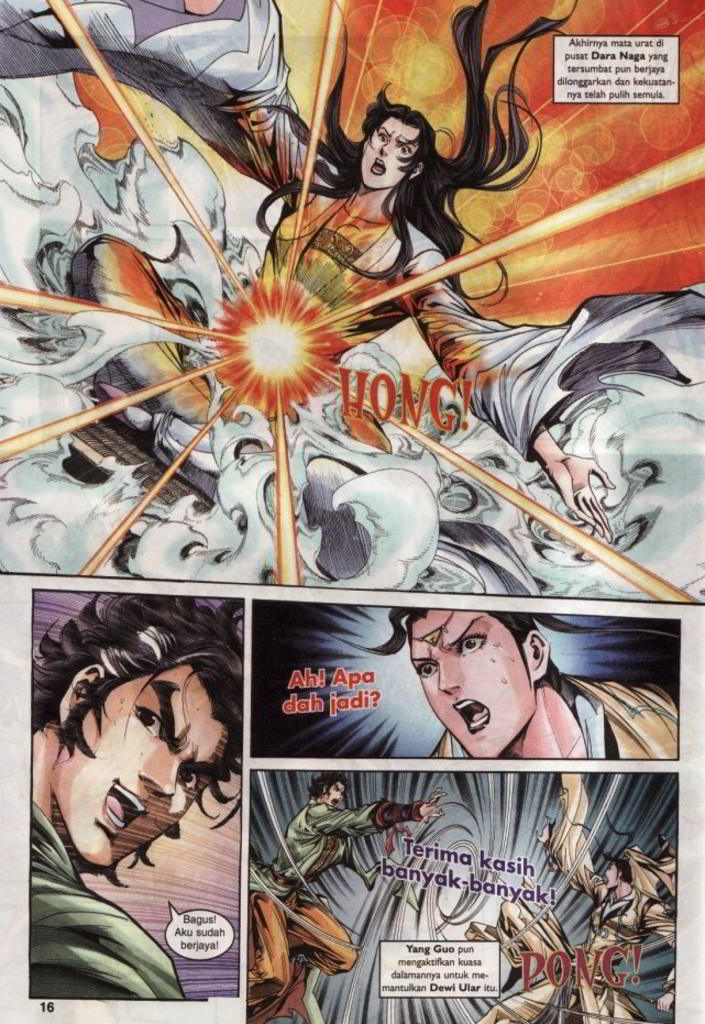 Akhirnya mata urat di
pusat Dara Naga yang
tersumbat pun berjaya
dilonggarkan dan kekuatan-
nya telah pulih semula.
HONG!
Ah! Apa
dah jadi?
Bagus!
Aku sudah
berjaya!
Terima kasih
banyak-banyak!
Yang Guo pun
mengaktifkan kuasa
dalamannya untuk me-
mantulkan Dewi Ular itu.
PONG!
16